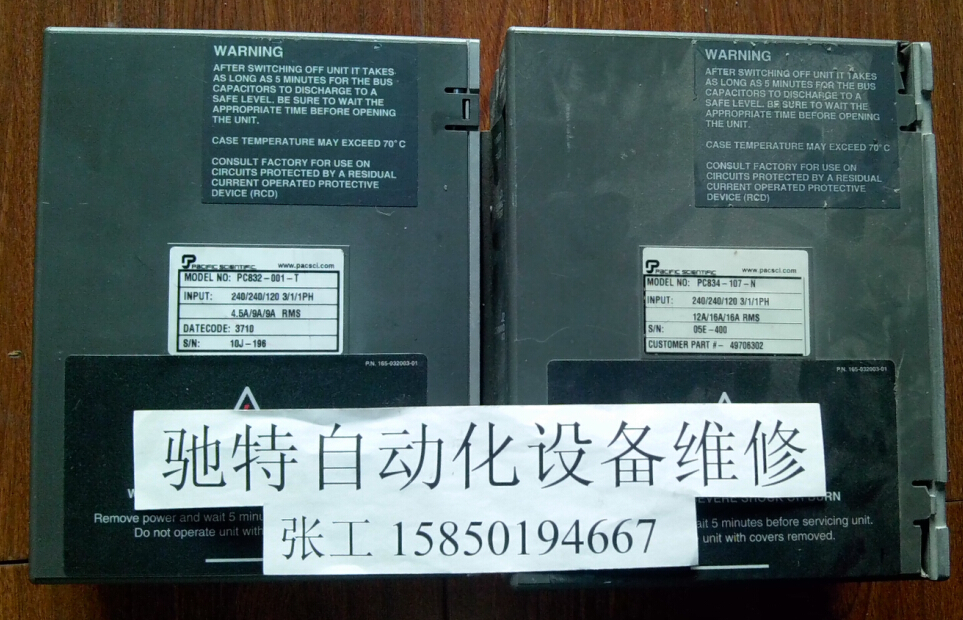 WARNING
AFTER SWITCHING OFF UNIT IT TAKES
AS LONG AS 5 MINUTES FOR THE BUS
CAPACITORS TO DISCHARGE TO A
SAFE LEVEL. BE SURE TO WAIT THE
APPROPRIATE TIME BEFORE OPENING
THE UNIT.
CASE TEMPERATURE MAY EXCEED 70°C
CONSULT FACTORY FOR USE ON
CIRCUITS PROTECTED BY A RESIDUAL
CURRENT OPERATED PROTECTIVE
DEVICE (RCD)
PACIFIC SCIENTIFIC www.pacsci.com
MODEL NO: PC832-001-T
INPUT: 240/240/120 3/1/1PH
4.5A/9A/9A RMS
DATECODE: 3710
S/N: 10J-196
P/N. 165-032003-01
Remove power and wait 5
Do not operate unit
WARNING
AFTER SWITCHING OFF UNIT IT TAKES
AS LONG AS 5 MINUTES FOR THE BUS
CAPACITORS TO DISCHARGE TO A
SAFE LEVEL. BE SURE TO WAIT THE
APPROPRIATE TIME BEFORE OPENING
THE UNIT.
CASE TEMPERATURE MAY EXCEED 70°C
CONSULT FACTORY FOR USE ON
CIRCUITS PROTECTED BY A RESIDUAL
CURRENT OPERATED PROTECTIVE
DEVICE (RCD)
PACIFIC SCIENTIFIC www.pacsci.com
MODEL NO: PC834-107-N
INPUT: 240/240/120 3/1/1PH
12A/16A/16A RMS
S/N: 05E-400
CUSTOMER PART #- 49706302
P/N. 165-032003-01
SHOCK OR BURN
5 minutes before servicing unit.
unit with covers removed.
驰特自动化设备维修
张工 15850194667